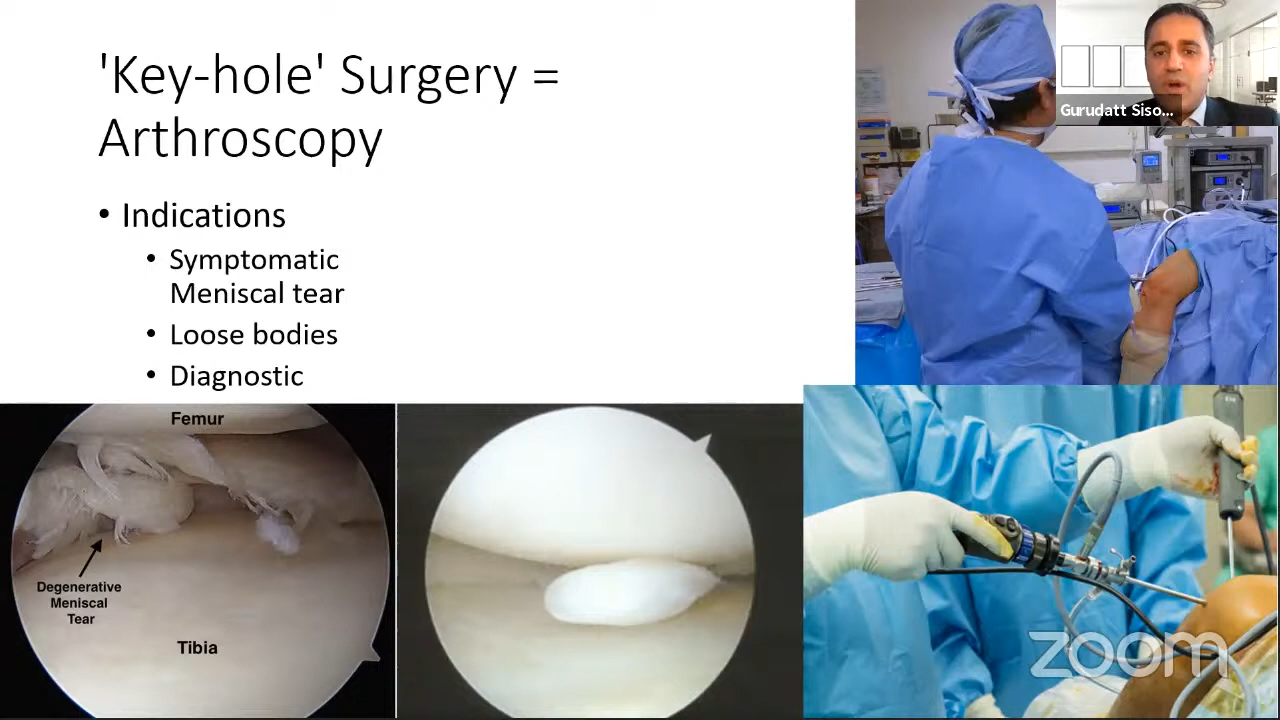 'Key-hole' Surgery =
Arthroscopy
• Indications
• Symptomatic
Meniscal tear
• Loose bodies
• Diagnostic
Gurudatt Siso...
Femur
Degenerative
Meniscal
Tear
Tibia
zoom